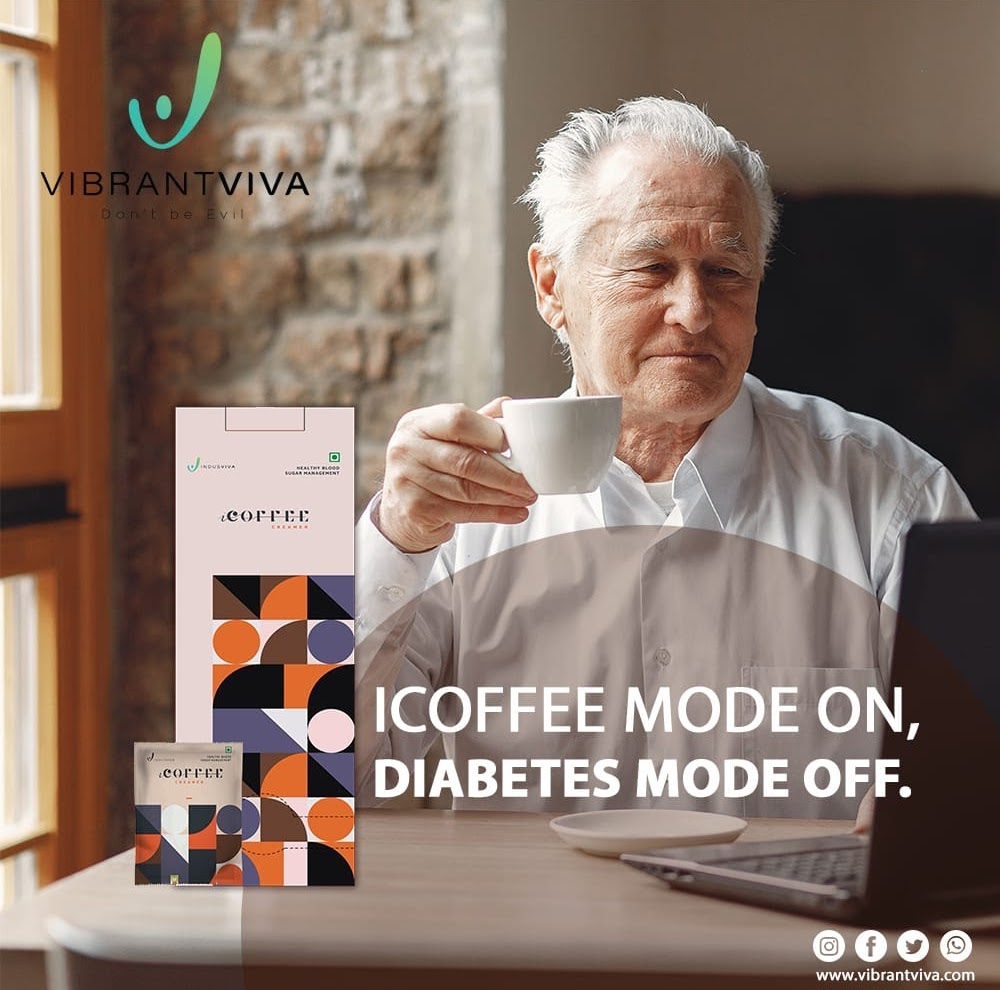 VIBRANTVIVA
Don't be Evil
INDUSVIVA
HEALTHY BLOOD
SUGAR MANAGEMENT
iCOFFEE
CREAMER
iCOFFEE
CREAMER
ICOFFEE MODE ON,
DIABETES MODE OFF.
www.vibrantviva.com